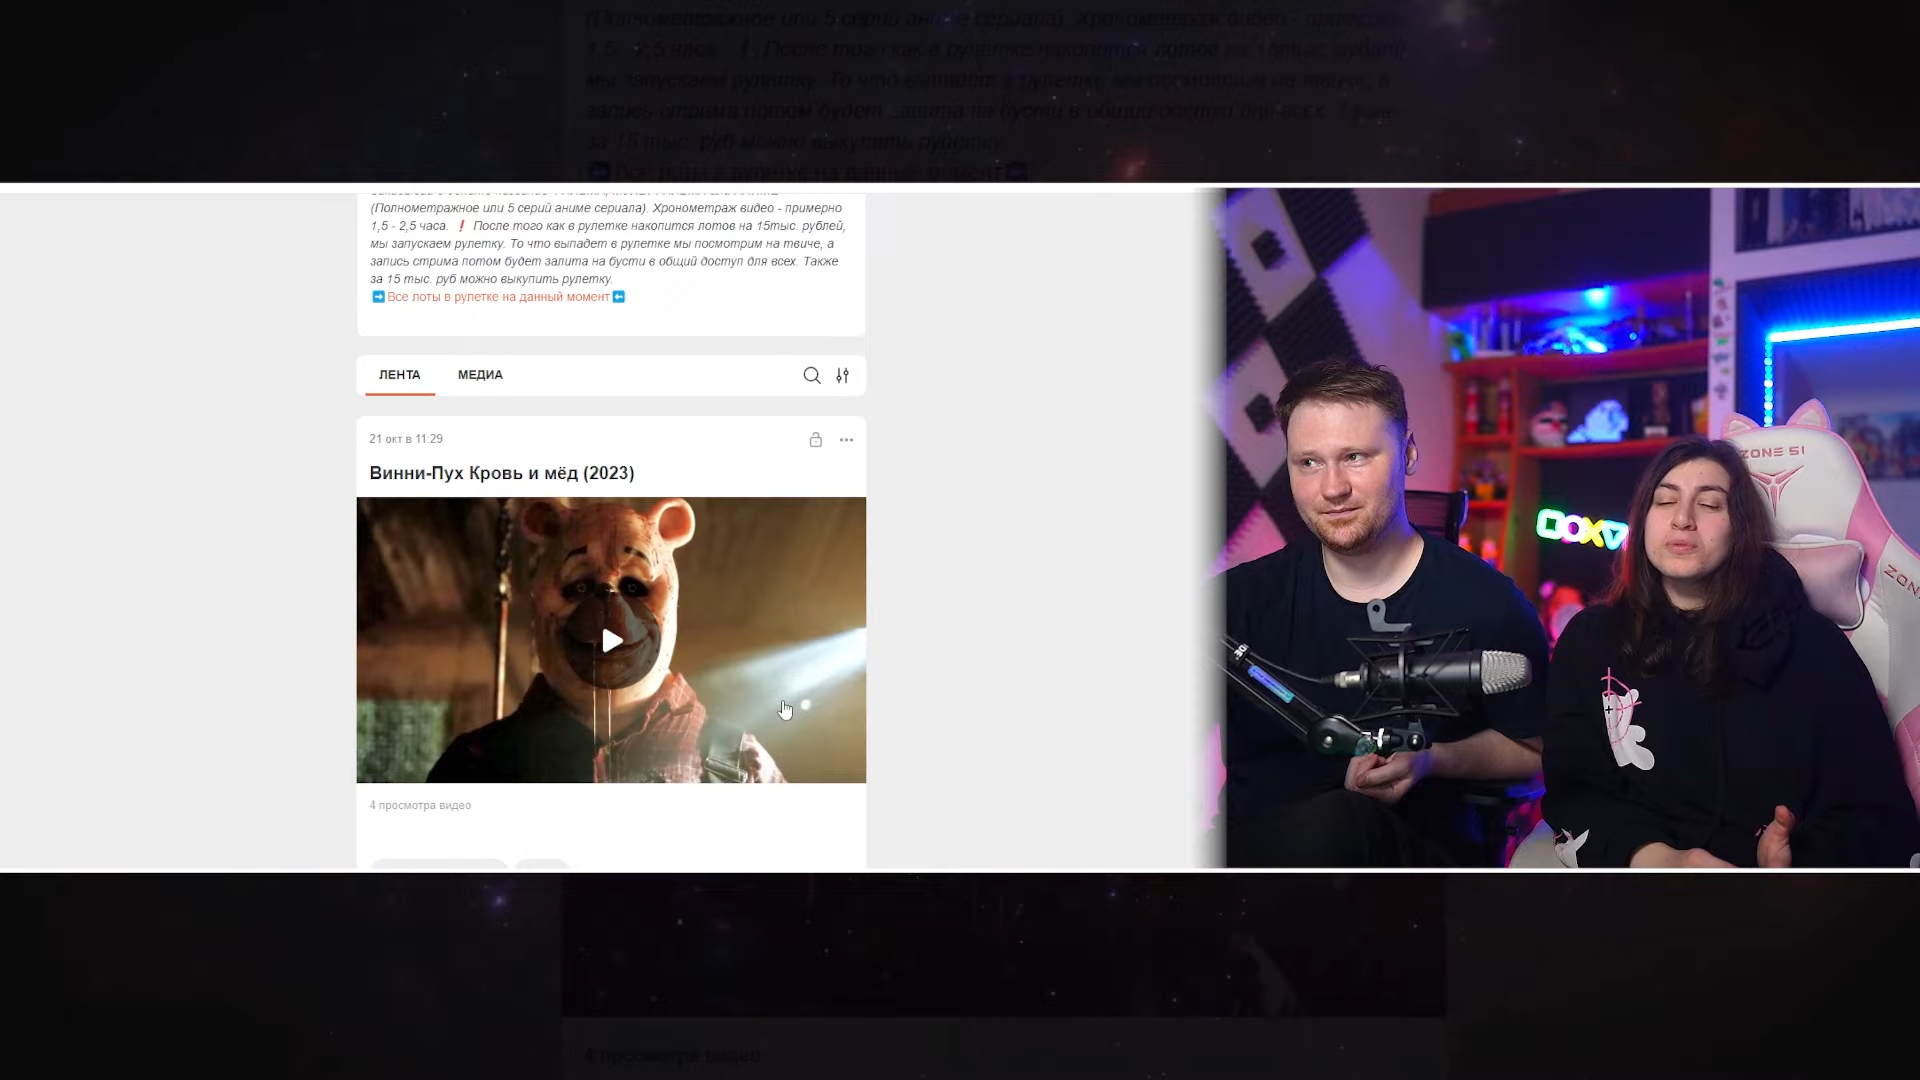 (Полнометражное или 5 серий аниме сериала). Хронометраж видео - примерно
1,5 - 2,5 часа. ❗ После того как в рулетке накопится лотов на 15тыс. рублей,
мы запускаем рулетку. То что выпадет в рулетке мы посмотрим на твиче, а
запись стрима потом будет залита на бусти в общий доступ для всех. Также
за 15 тыс. руб можно выкупить рулетку.
➡️Все лоты в рулетке на данный момент⬅️
ЛЕНТА МЕДИА
21 окт в 11:29
Винни-Пух Кровь и мёд (2023)
4 просмотра видео
ZONE 51